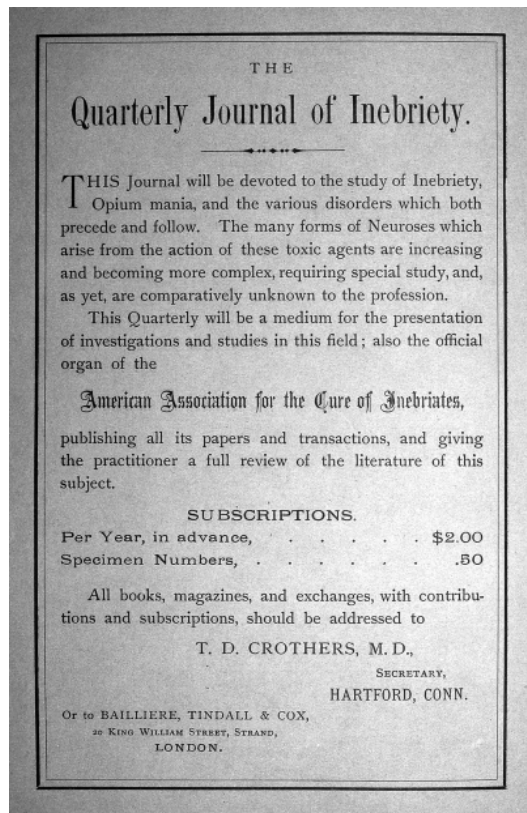 THE
Quarterly Journal of Inebriety.
THIS Journal will be devoted to the study of Inebriety,
Opium mania, and the various disorders which both
precede and follow. The many forms of Neuroses which
arise from the action of these toxic agents are increasing
and becoming more complex, requiring special study, and,
as yet, are comparatively unknown to the profession.
This Quarterly will be a medium for the presentation
of investigations and studies in this field; also the official
organ of the
American Association for the Cure of Inebriates,
publishing all its papers and transactions, and giving
the practitioner a full review of the literature of this
subject.
SUBSCRIPTIONS.
Per Year, in advance, . . . . . $2.00
Specimen Numbers, . . . . . . .50
All books, magazines, and exchanges, with contribu-
tions and subscriptions, should be addressed to
T. D. CROTHERS, M. D.,
SECRETARY,
HARTFORD, CONN.
Or to BAILLIERE, TINDALL & COX,
20 KING WILLIAM STREET, STRAND,
LONDON.